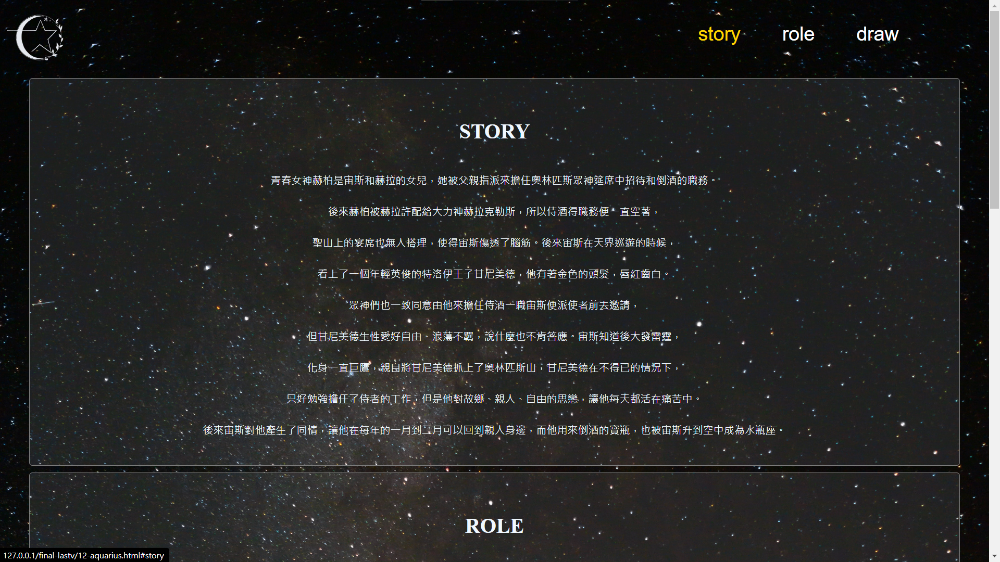 story role draw
STORY
青春女神赫柏是宙斯和赫拉的女兒，她被父親指派來擔任奧林匹斯眾神筵席中招待和倒酒的職務。
後來赫柏被赫拉許配給大力神赫拉克勒斯，所以侍酒得職務便一直空著，
聖山上的宴席也無人搭理，使得宙斯傷透了腦筋。後來宙斯在天界巡遊的時候，
看上了一個年輕英俊的特洛伊王子甘尼美德，他有著金色的頭髮，唇紅齒白。
眾神們也一致同意由他來擔任侍酒一職宙斯便派使者前去邀請，
但甘尼美德生性愛好自由、浪蕩不羈，說什麼也不肯答應。宙斯知道後大發雷霆，
化身一直巨鷹，親自將甘尼美德抓上了奧林匹斯山，甘尼美德在不得已的情況下，
只好勉強擔任了侍者的工作，但是他對故鄉、親人、自由的思戀，讓他每天都活在痛苦中。
後來宙斯對他產生了同情，讓他在每年的一月到二月可以回到親人身邊，而他用來倒酒的寶瓶，也被宙斯升到空中成為水瓶座。
ROLE
127.0.0.1/final-lastv/12-aquarius.html#story